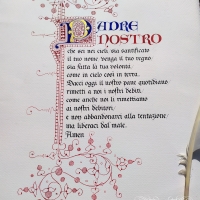 PADRE
NOSTRO
che sei nei cieli sia santificato
il tuo nome venga il tuo regno
sia fatta la tua volontà
come in cielo così in terra.
Dacci oggi il nostro pane quotidiano
rimetti a noi i nostri debiti
come anche noi li rimettiamo
ai nostri debitori
e non abbandonarci alla tentazione
ma liberaci dal male.
Amen